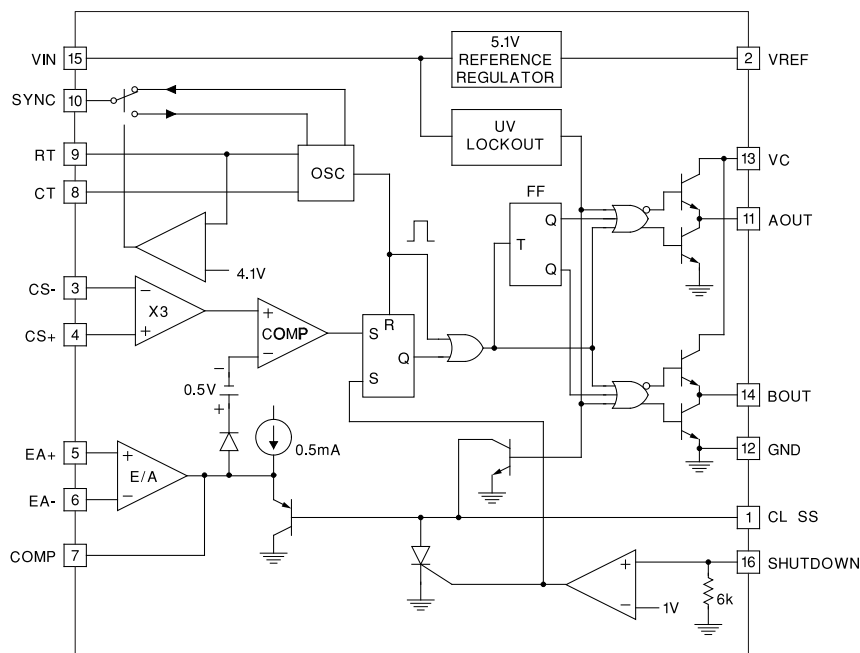 5.1V
REFERENCE
REGULATOR
VIN 15
2 VREF
SYNC 10
UV
LOCKOUT
RT 9
OSC
13 VC
CT 8
FF
Q
T
11 AOUT
4.1V
Q
CS- 3
−
X3
+
CS+ 4
+
COMP
−
R
S
Q
S
−
0.5V
+
14 BOUT
0.5mA
EA+ 5
+
E/A
−
12 GND
EA- 6
1 CL SS
COMP 7
16 SHUTDOWN
+
−
1V
6k